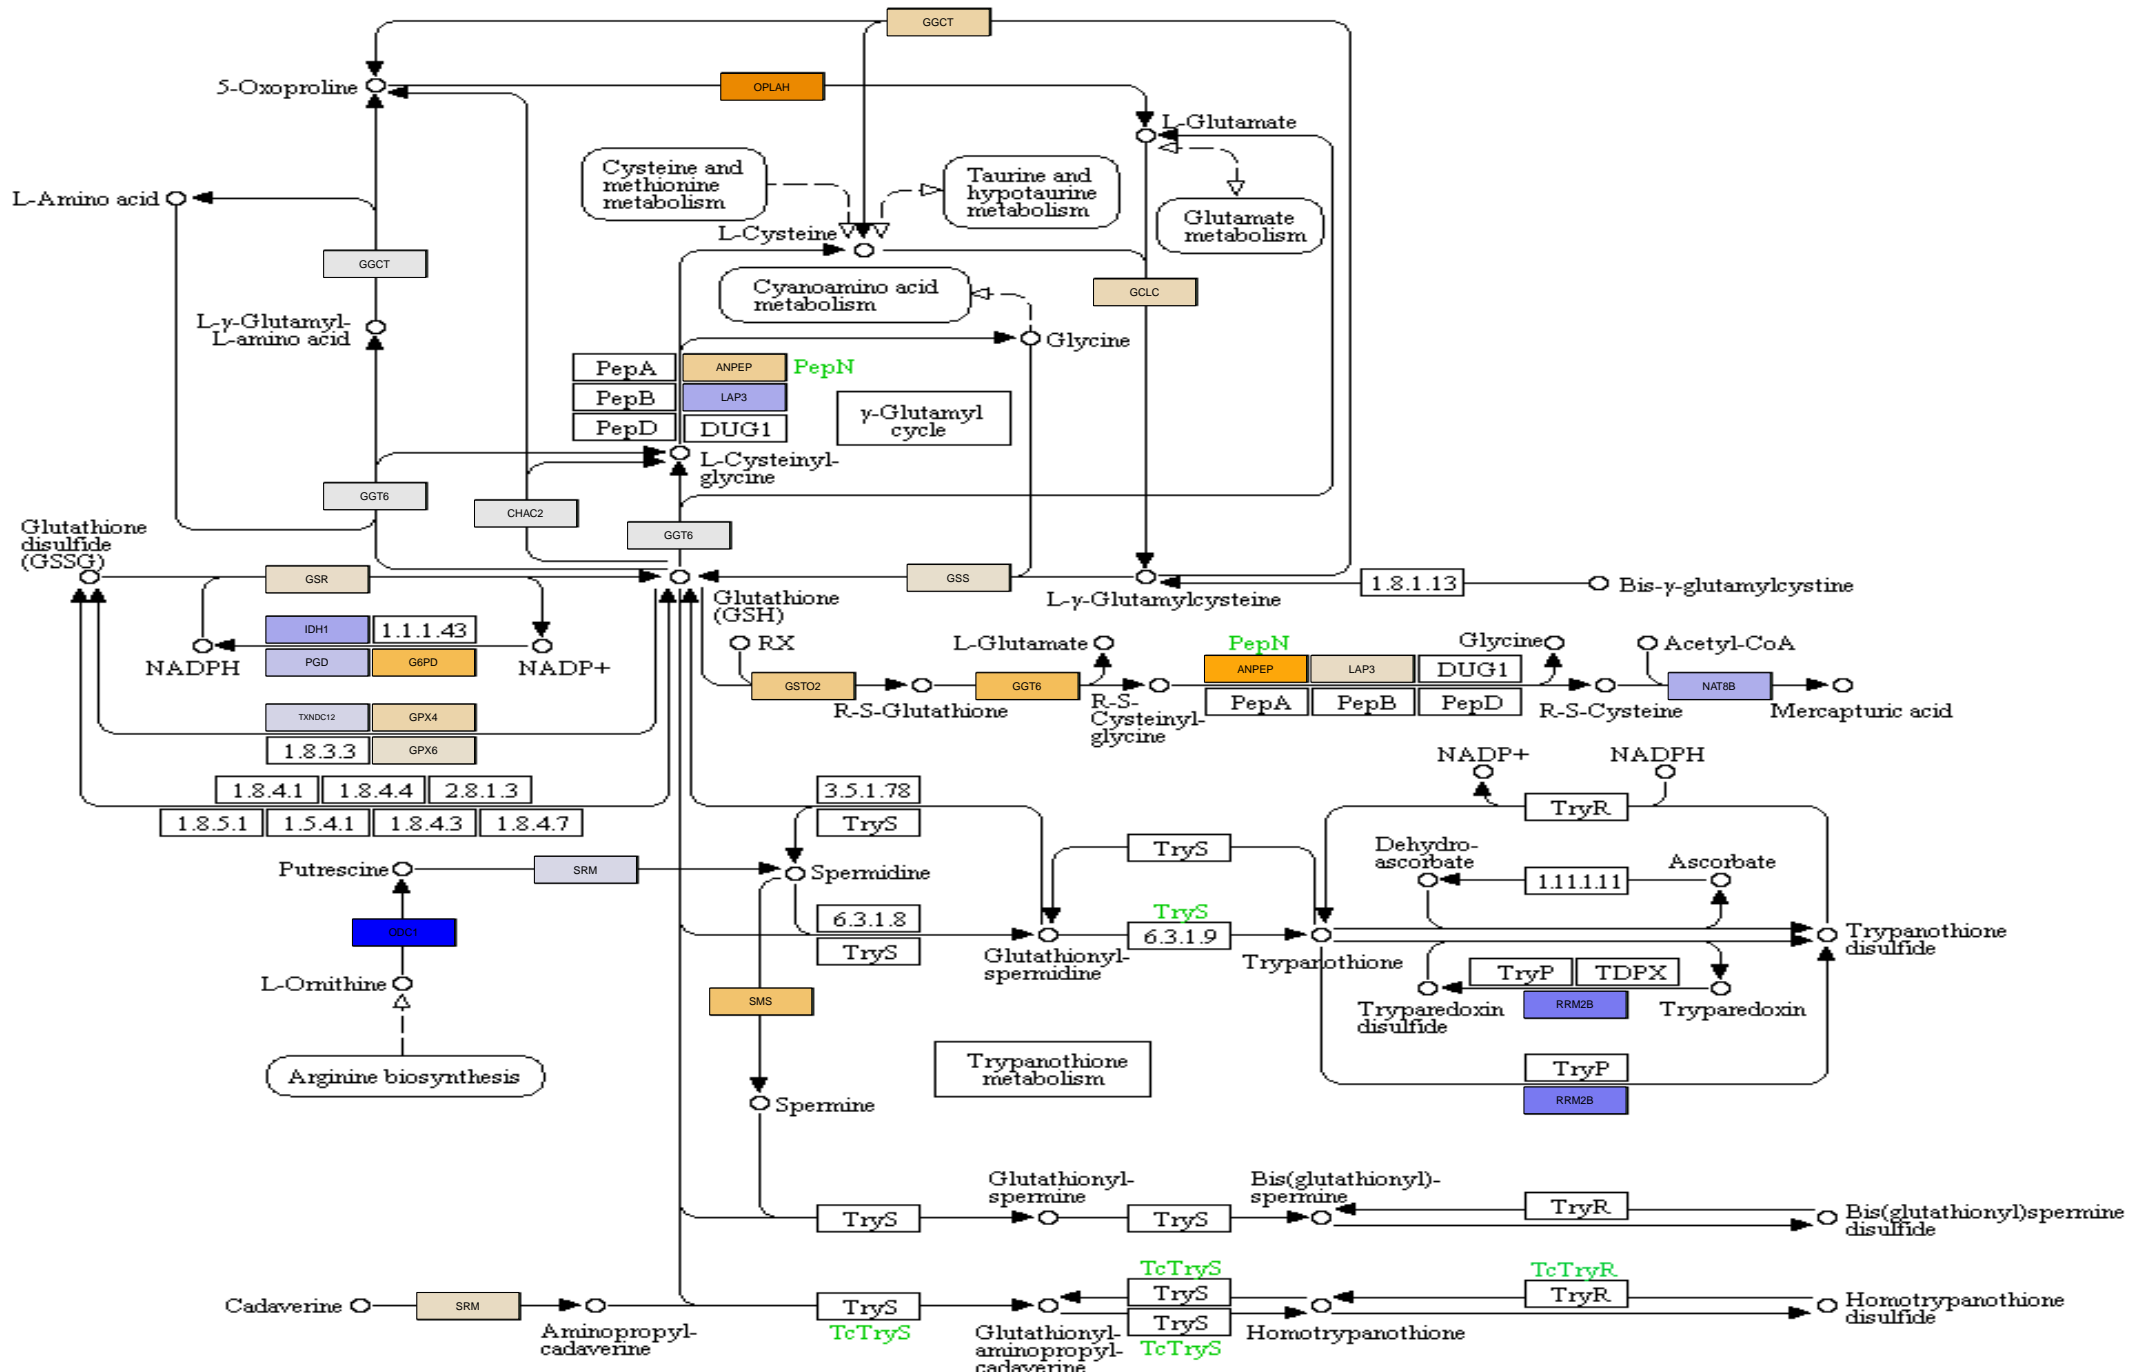 GGCT
5-Oxoproline
OPLAH
L-Glutamate
Cysteine and
methionine
metabolism
Taurine and
hypotaurine
metabolism
L-Amino acid
Glutamate
metabolism
L-Cysteine
GGCT
Cyanoamino acid
metabolism
GCLC
L-γ-Glutamyl-
L-amino acid
Glycine
PepA
ANPEP
PepN
PepB
LAP3
γ-Glutamyl
cycle
PepD
DUG1
L-Cysteinyl-
glycine
GGT6
CHAC2
GGT6
Glutathione
disulfide
(GSSG)
GSR
GSS
1.8.1.13
Bis-γ-glutamylcystine
Glutathione
(GSH)
L-γ-Glutamylcysteine
IDH1
1.1.1.43
NADPH
PGD
G6PD
NADP+
RX
L-Glutamate
PepN
Glycine
Acetyl-CoA
ANPEP
LAP3
DUG1
GSTO2
GGT6
NAT8B
R-S-Glutathione
R-S-
Cysteinyl-
glycine
PepA
PepB
PepD
R-S-Cysteine
Mercapturic acid
TXNDC12
GPX4
1.8.3.3
GPX6
1.8.4.1
1.8.4.4
2.8.1.3
1.8.5.1
1.5.4.1
1.8.4.3
1.8.4.7
3.5.1.78
TryS
NADP+
NADPH
TryR
Putrescine
SRM
Spermidine
TryS
Dehydro-
ascorbate
Ascorbate
1.11.1.11
ODC1
6.3.1.8
TryS
TryS
6.3.1.9
Glutathionyl-
spermidine
Trypanothione
Trypanothione
disulfide
L-Ornithine
TryP
TDPX
SMS
RRM2B
Tryparedoxin
disulfide
Tryparedoxin
Arginine biosynthesis
Trypanothione
metabolism
TryP
RRM2B
Spermine
Glutathionyl-
spermine
Bis(glutathionyl)-
spermine
TryS
TryS
TryR
Bis(glutathionyl)spermine
disulfide
TcTryS
TcTryR
Cadaverine
SRM
TryS
TryS
TryR
Homotrypanothione
disulfide
Aminopropyl-
cadaverine
TcTryS
Glutathionyl-
aminopropyl-
cadaverine
TryS
TcTryS
Homotrypanothione